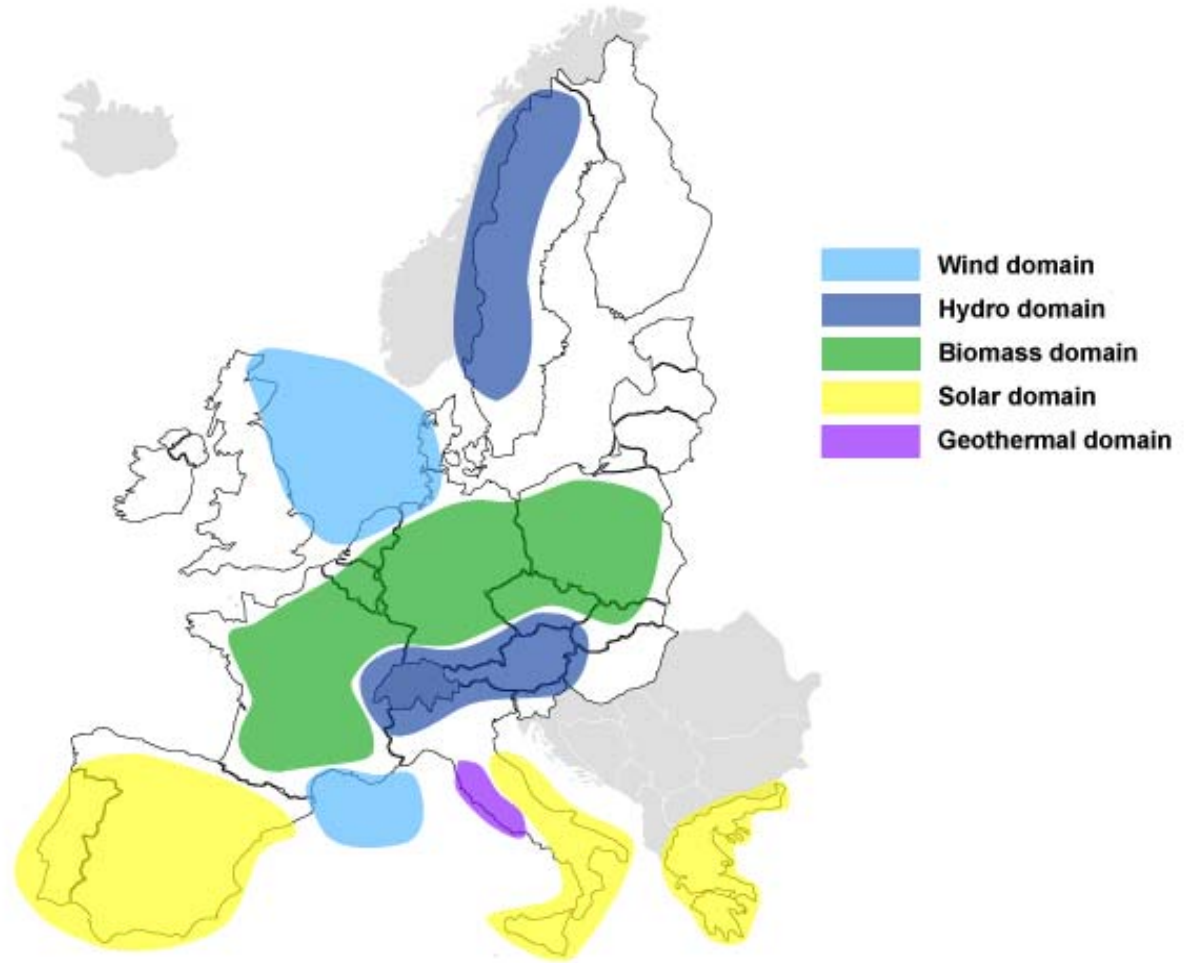 Wind domain
Hydro domain
Biomass domain
Solar domain
Geothermal domain